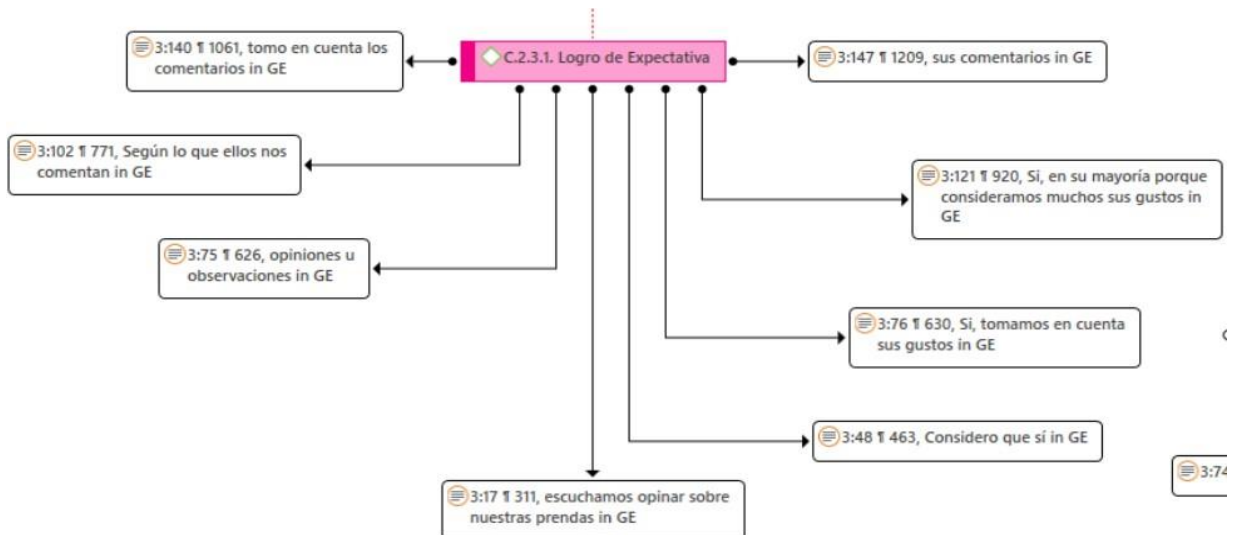 3:140 ¶ 1061, tomo en cuenta los
comentarios in GE
C.2.3.1. Logro de Expectativa
3:147 ¶ 1209, sus comentarios in GE
3:102 ¶ 771, Según lo que ellos nos
comentan in GE
3:121 ¶ 920, Si, en su mayoría porque
consideramos muchos sus gustos in
GE
3:75 ¶ 626, opiniones u
observaciones in GE
3:76 ¶ 630, Si, tomamos en cuenta
sus gustos in GE
3:48 ¶ 463, Considero que sí in GE
3:74
3:17 ¶ 311, escuchamos opinar sobre
nuestras prendas in GE